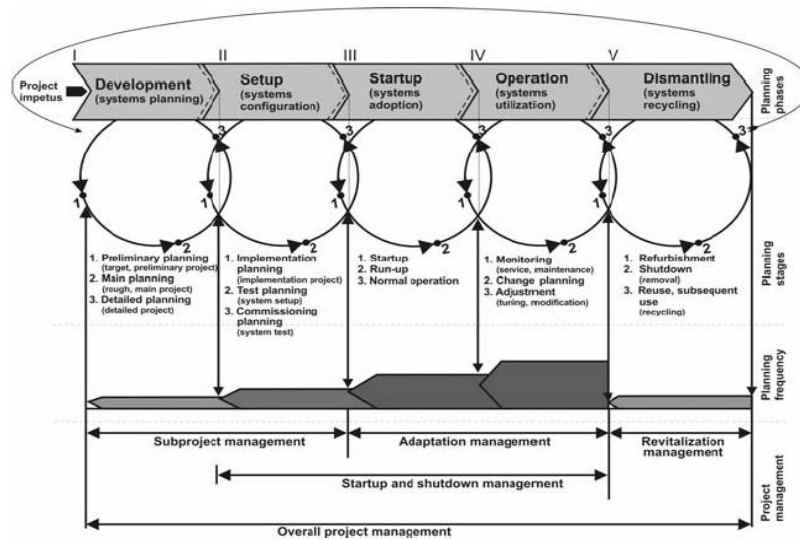 I II III IV V
Project
impetus
Development
(systems planning)
Setup
(systems
configuration)
Startup
(systems
adoption)
Operation
(systems
utilization)
Dismantling
(systems
recycling)
Planning
phases
3 3 3 3 3
1 1 1 1 1
2 2 2 2 2
1. Preliminary planning
(target, preliminary project)
2. Main planning
(rough, main project)
3. Detailed planning
(detailed project)
1. Implementation
planning
(implementation project)
2. Test planning
(system setup)
3. Commissioning
planning
(system test)
1. Startup
2. Run-up
3. Normal operation
1. Monitoring
(service, maintenance)
2. Change planning
3. Adjustment
(turing, modification)
1. Refurbishment
2. Shutdown
(removal)
3. Reuse, subsequent
use
(recycling)
Planning
stages
Planning
frequency
Subproject management
Adaptation management
Revitalization
management
Startup and shutdown management
Overall project management
Project
management